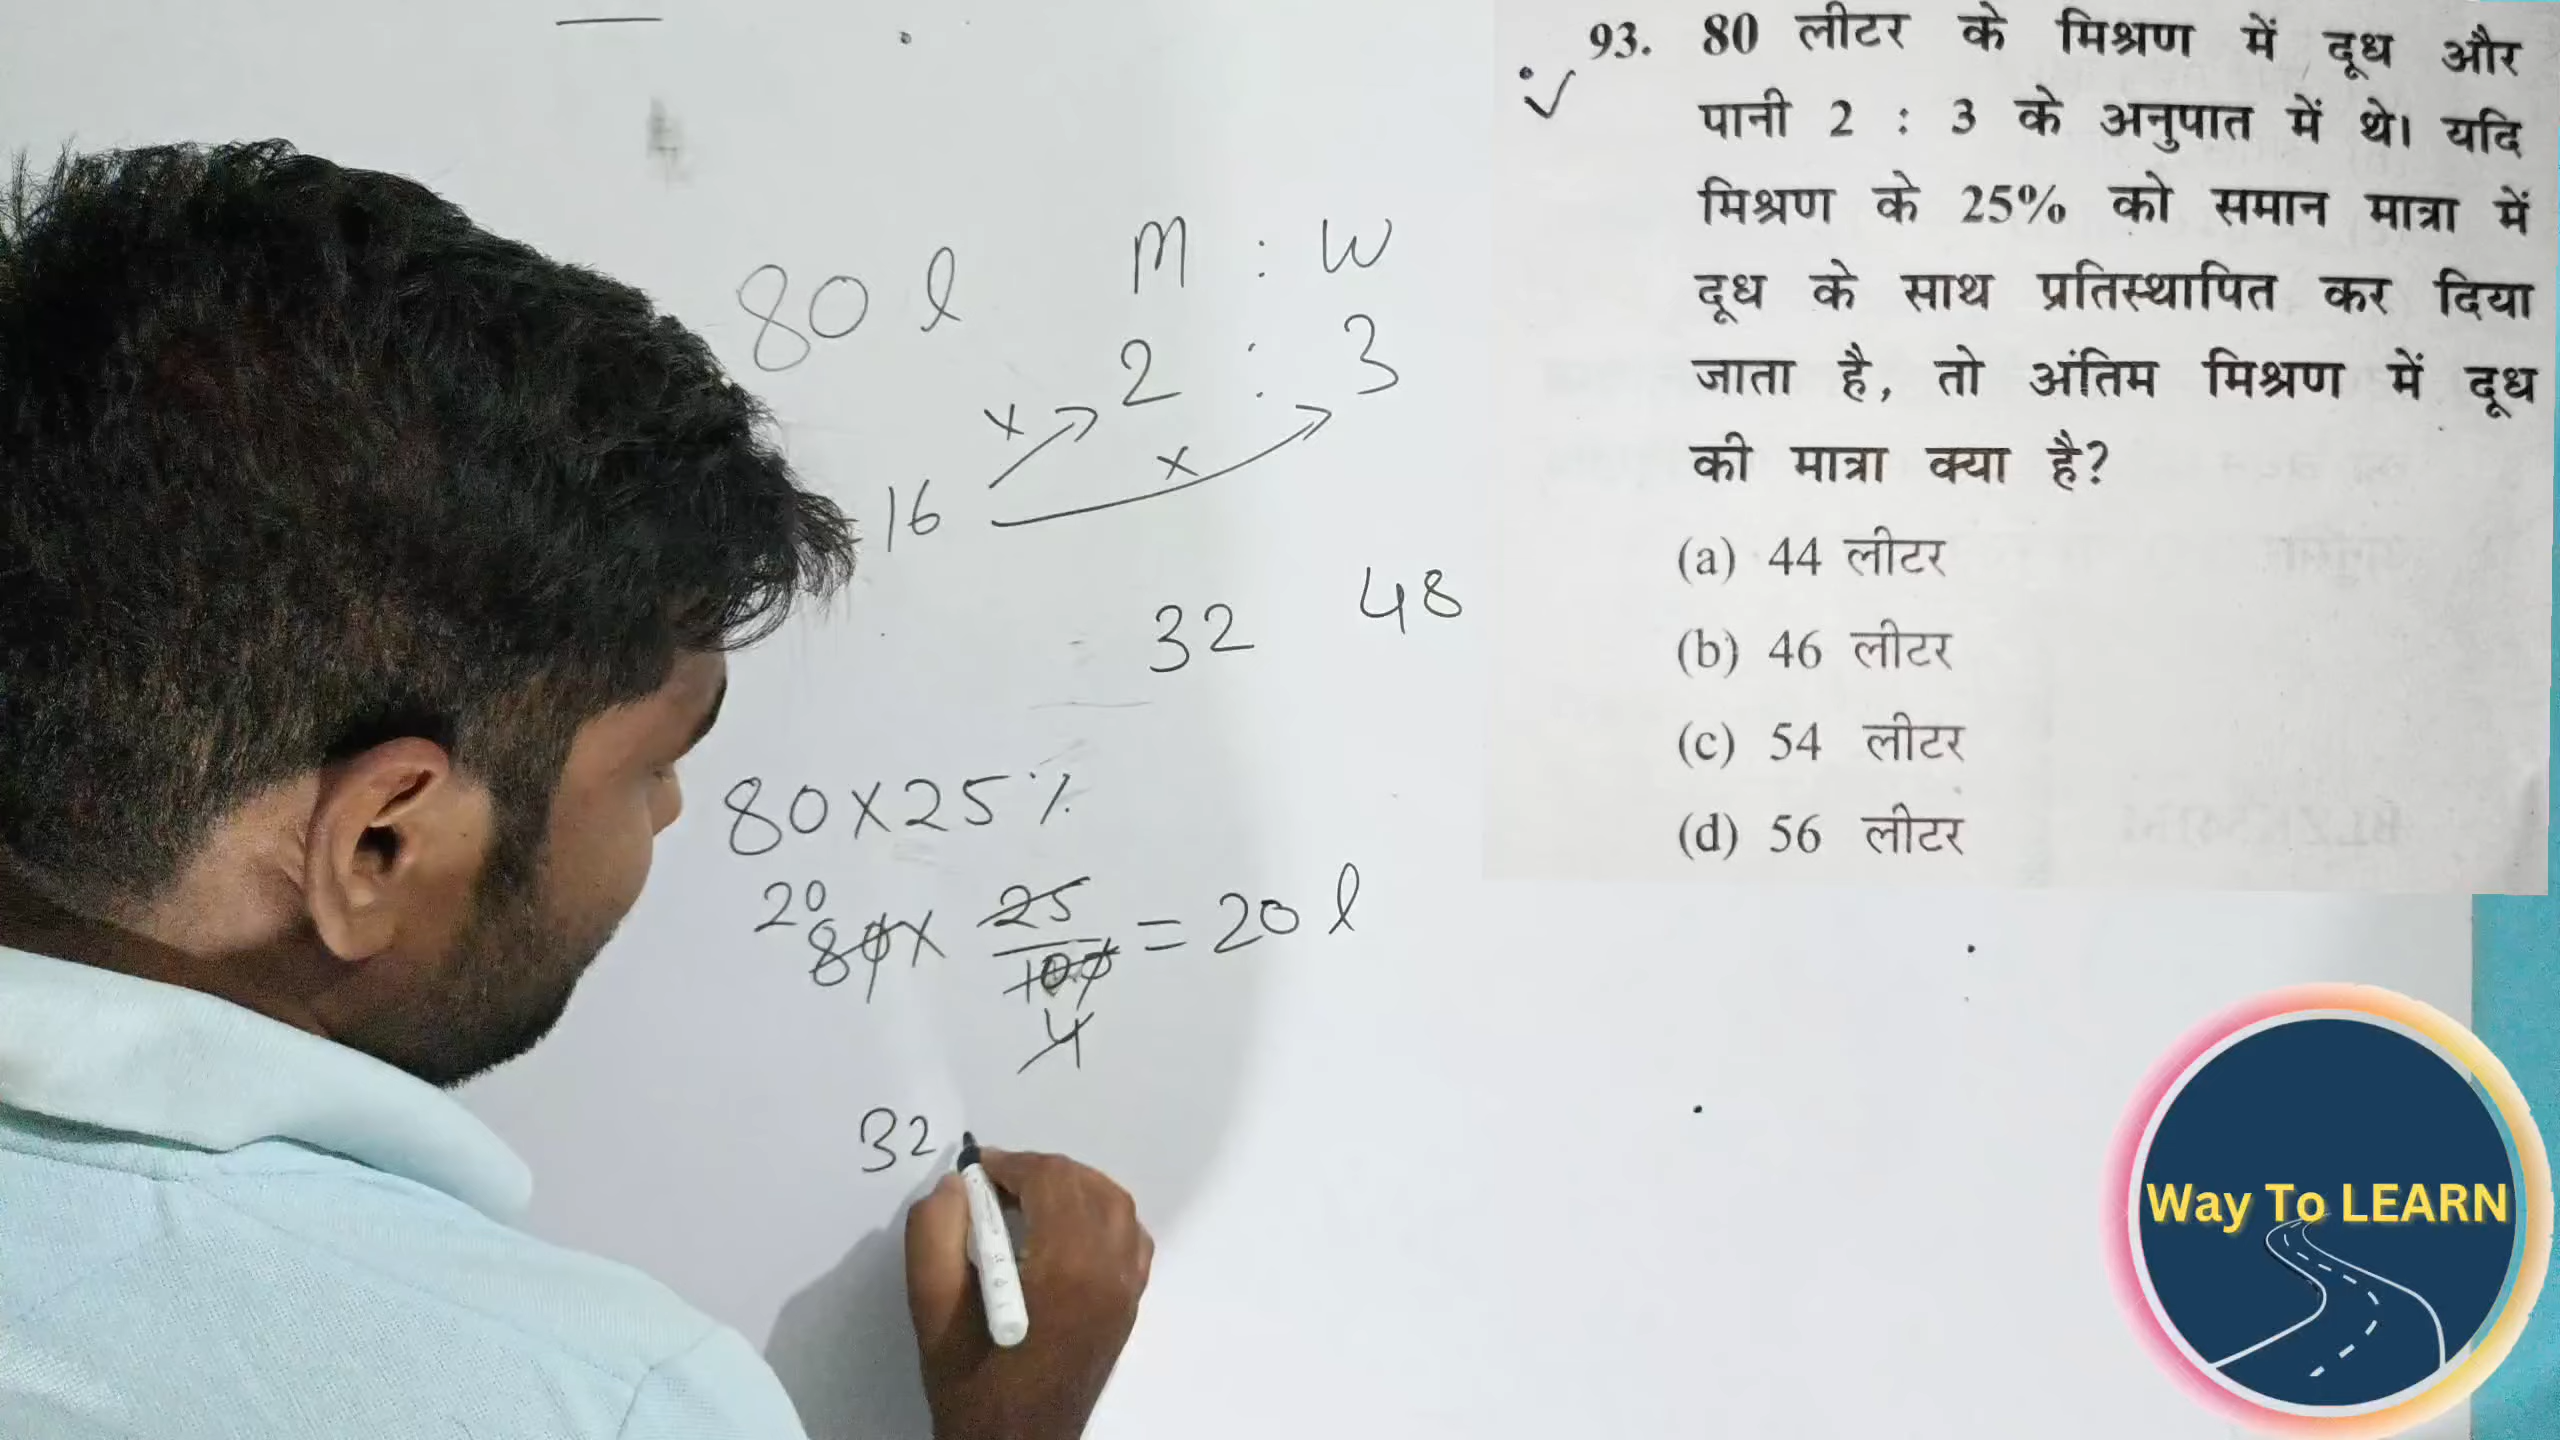 80 l M : W
2 : 3
× ×
16
32 48
80×25%
20
80× 25/100 = 20 l
4
32
93. 80 लीटर के मिश्रण में दूध और
पानी 2 : 3 के अनुपात में थे। यदि
मिश्रण के 25% को समान मात्रा में
दूध के साथ प्रतिस्थापित कर दिया
जाता है, तो अंतिम मिश्रण में दूध
की मात्रा क्या है?
(a) 44 लीटर
(b) 46 लीटर
(c) 54 लीटर
(d) 56 लीटर
Way To LEARN